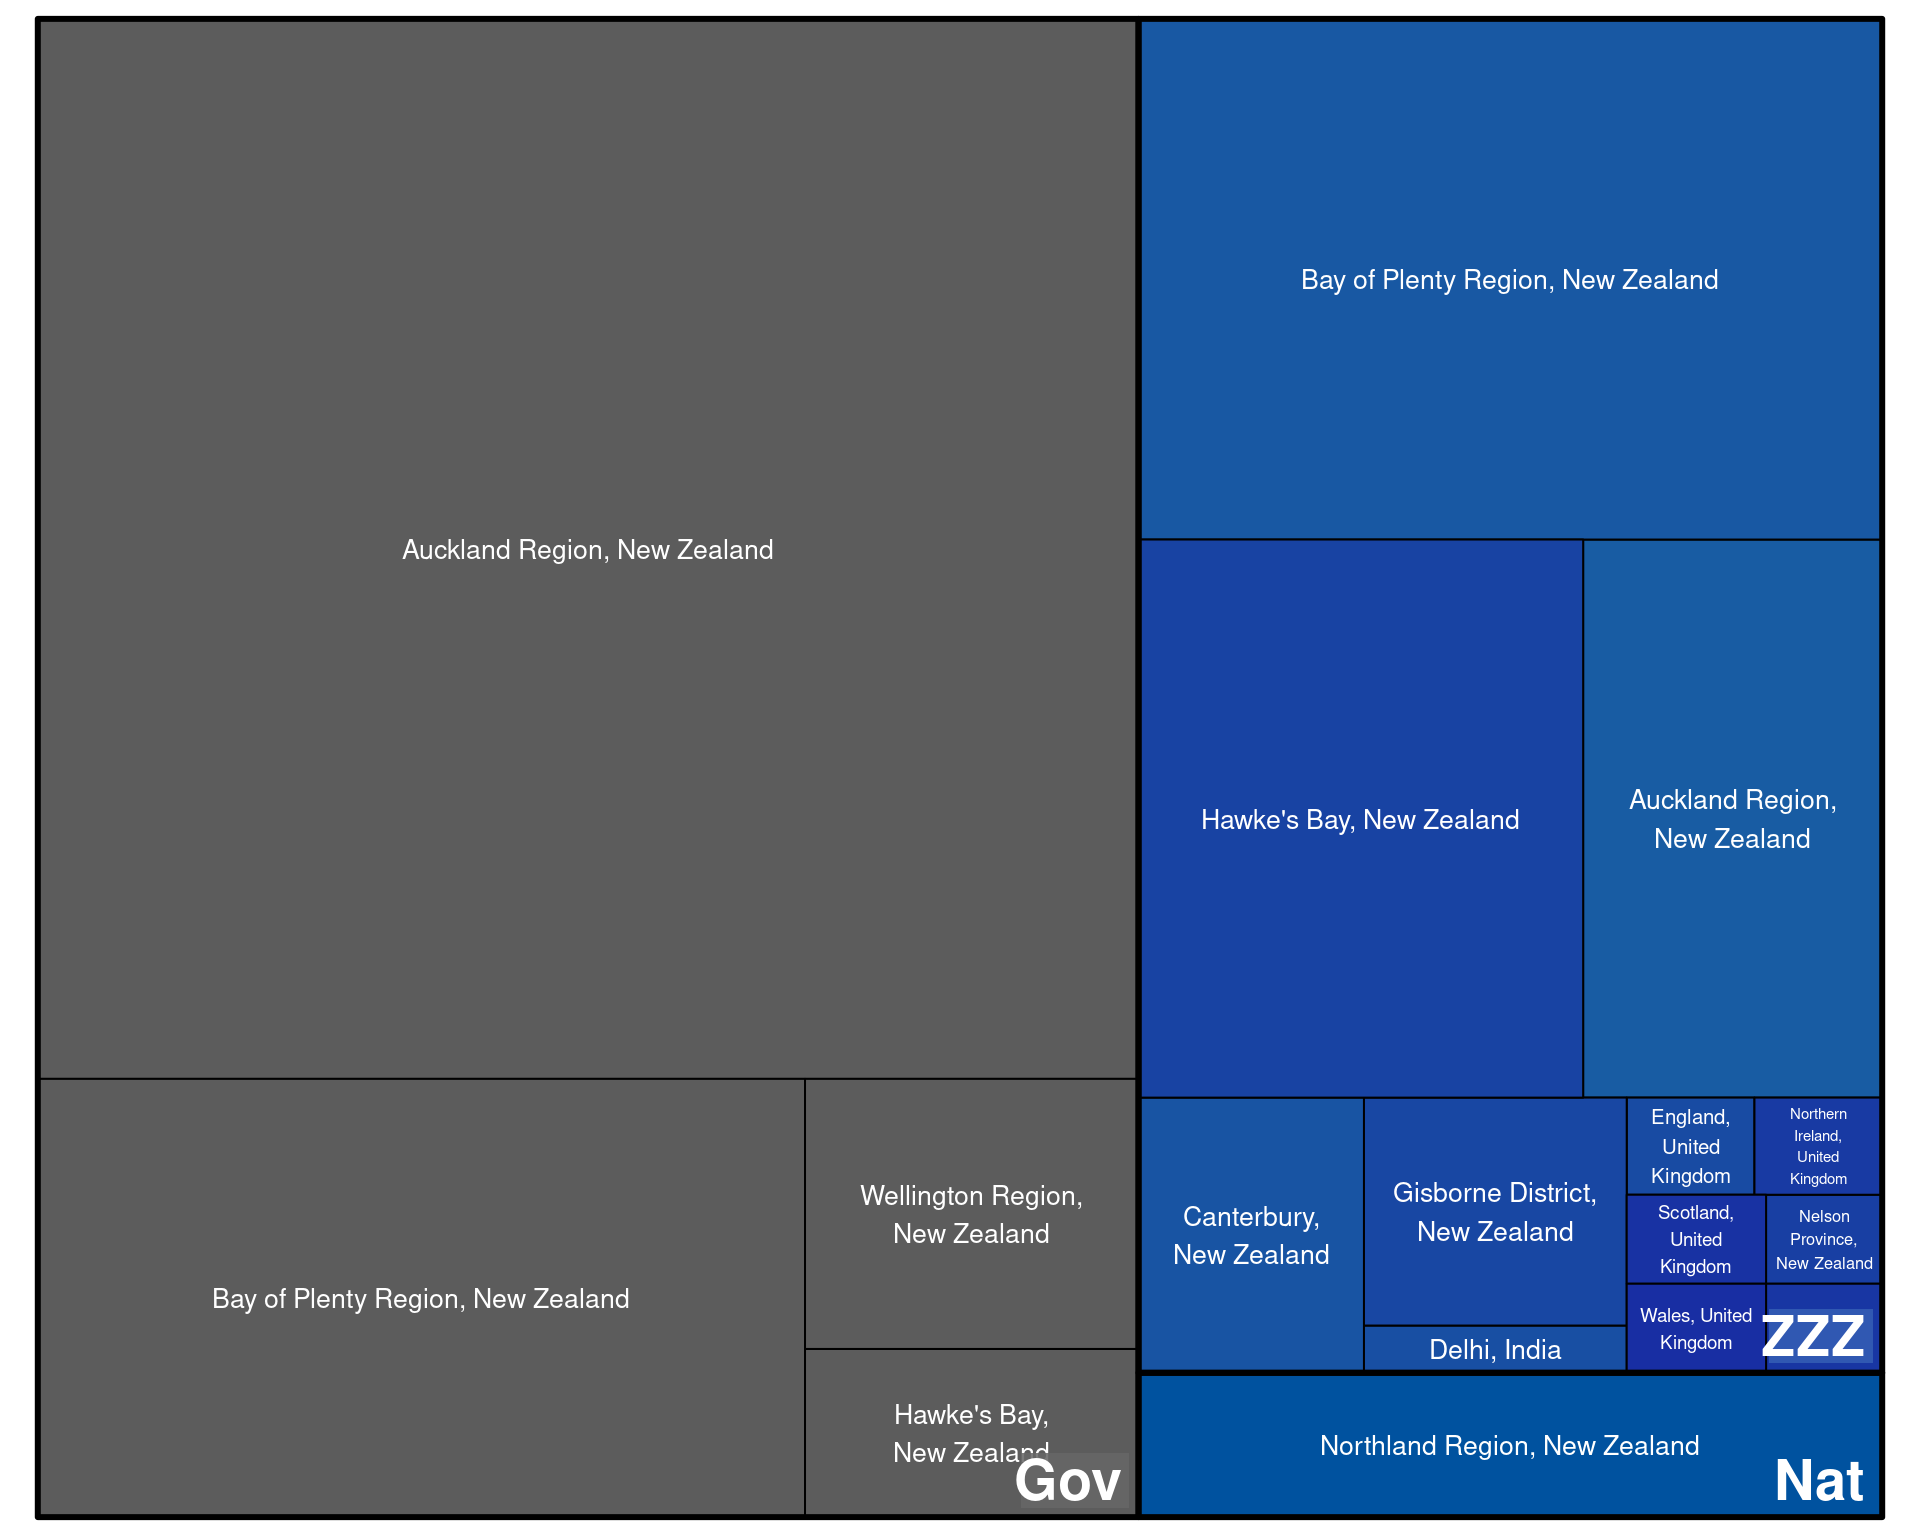 Auckland Region, New Zealand
Bay of Plenty Region, New Zealand
Wellington Region,
New Zealand
Hawke's Bay,
New Zealand
Gov
Bay of Plenty Region, New Zealand
Hawke's Bay, New Zealand
Auckland Region,
New Zealand
Canterbury,
New Zealand
Gisborne District,
New Zealand
Delhi, India
England,
United
Kingdom
Northern
Ireland,
United
Kingdom
Scotland,
United
Kingdom
Nelson
Province,
New Zealand
Wales, United
Kingdom
ZZZ
Northland Region, New Zealand
Nat